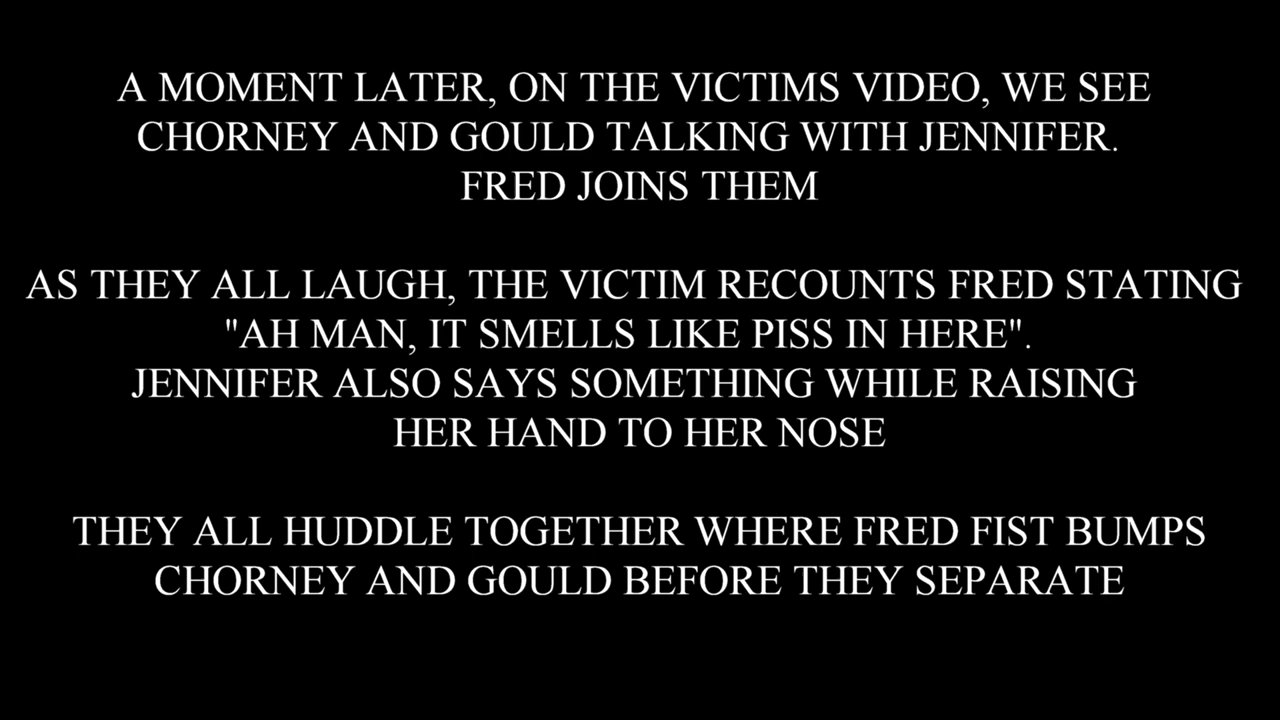 A MOMENT LATER, ON THE VICTIMS VIDEO, WE SEE
CHORNEY AND GOULD TALKING WITH JENNIFER.
FRED JOINS THEM
AS THEY ALL LAUGH, THE VICTIM RECOUNTS FRED STATING
"AH MAN, IT SMELLS LIKE PISS IN HERE".
JENNIFER ALSO SAYS SOMETHING WHILE RAISING
HER HAND TO HER NOSE
THEY ALL HUDDLE TOGETHER WHERE FRED FIST BUMPS
CHORNEY AND GOULD BEFORE THEY SEPARATE